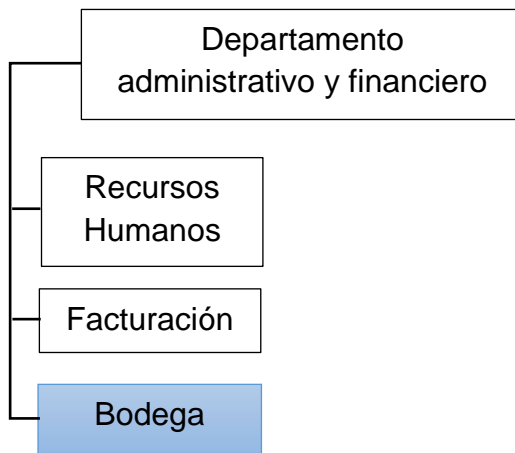 Departamento
administrativo y financiero
Recursos
Humanos
Facturación
Bodega